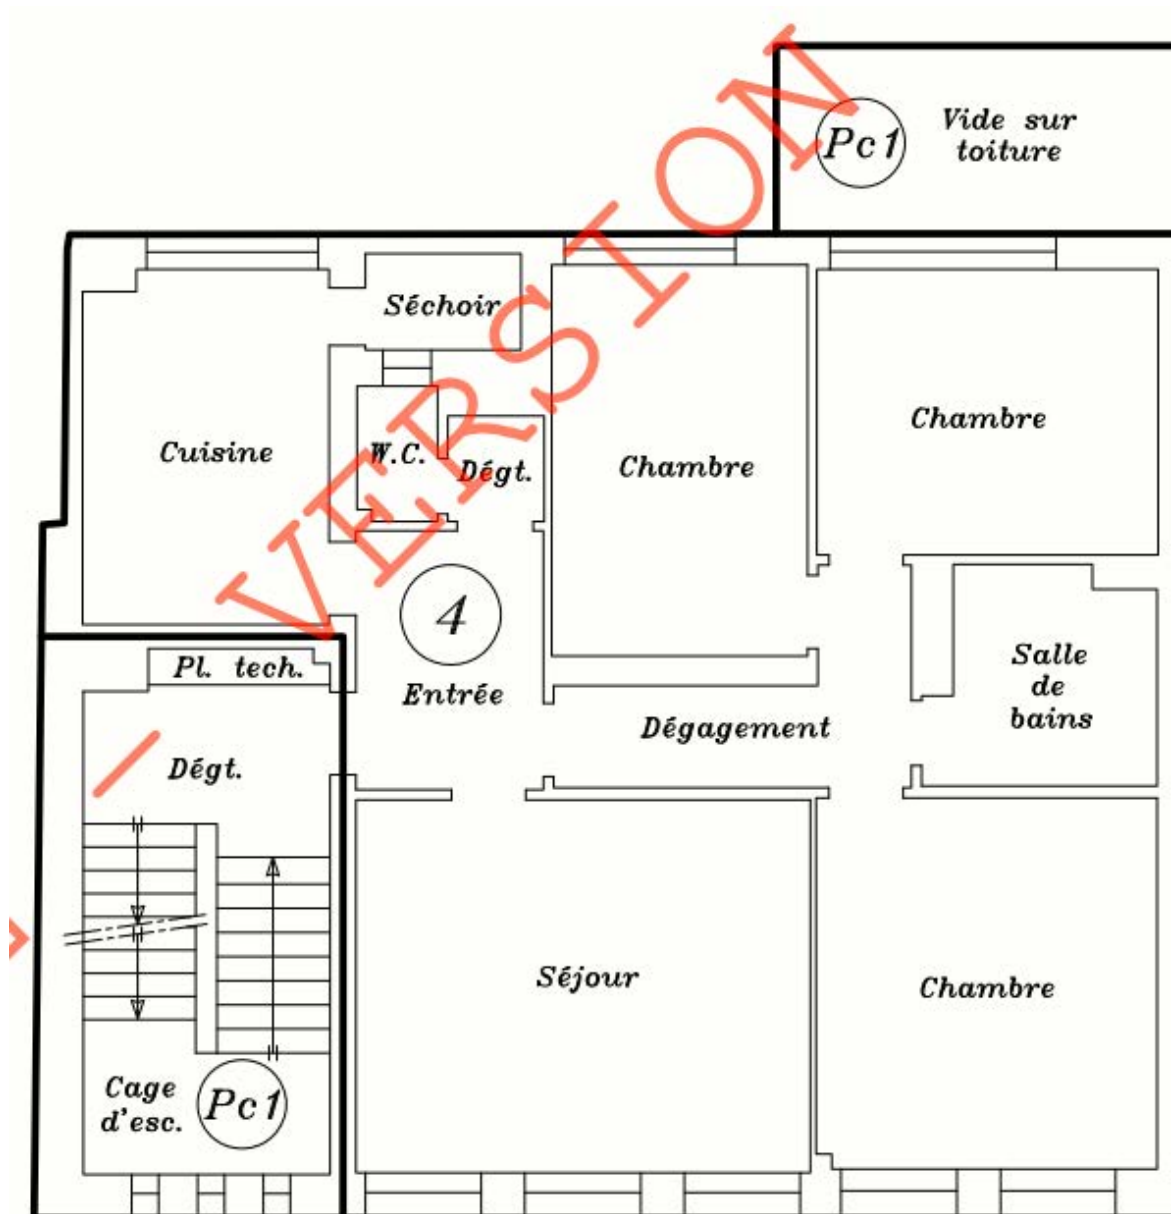 VERSION
Pc1
Vide sur
toiture
Séchoir
Cuisine
W.C.
Dégt.
Chambre
Chambre
4
Entrée
Pl. tech.
Dégt.
Dégagement
Salle
de
bains
Séjour
Chambre
Cage
d'esc.
Pc1